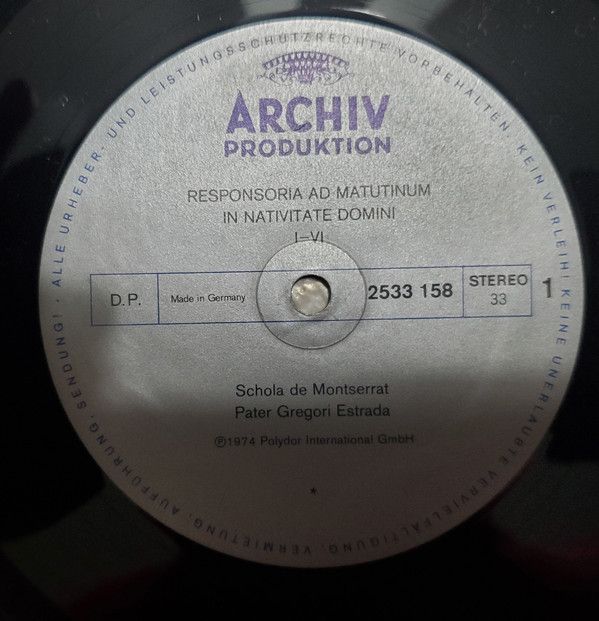 ALLE URHEBER- UND LEISTUNGSSCHUTZRECHTE VORBEHALTEN · KEIN VERLEIH! KEINE UNERLAUBTE VERVIELFÄLTIGUNG, VERMIETUNG, AUFFÜHRUNG, SENDUNG! ·
ARCHIV
PRODUKTION
RESPONSORIA AD MATUTINUM
IN NATIVITATE DOMINI
I–VI
D.P. Made in Germany 2533 158 STEREO 1
33
Schola de Montserrat
Pater Gregori Estrada
Ⓟ1974 Polydor International GmbH
*